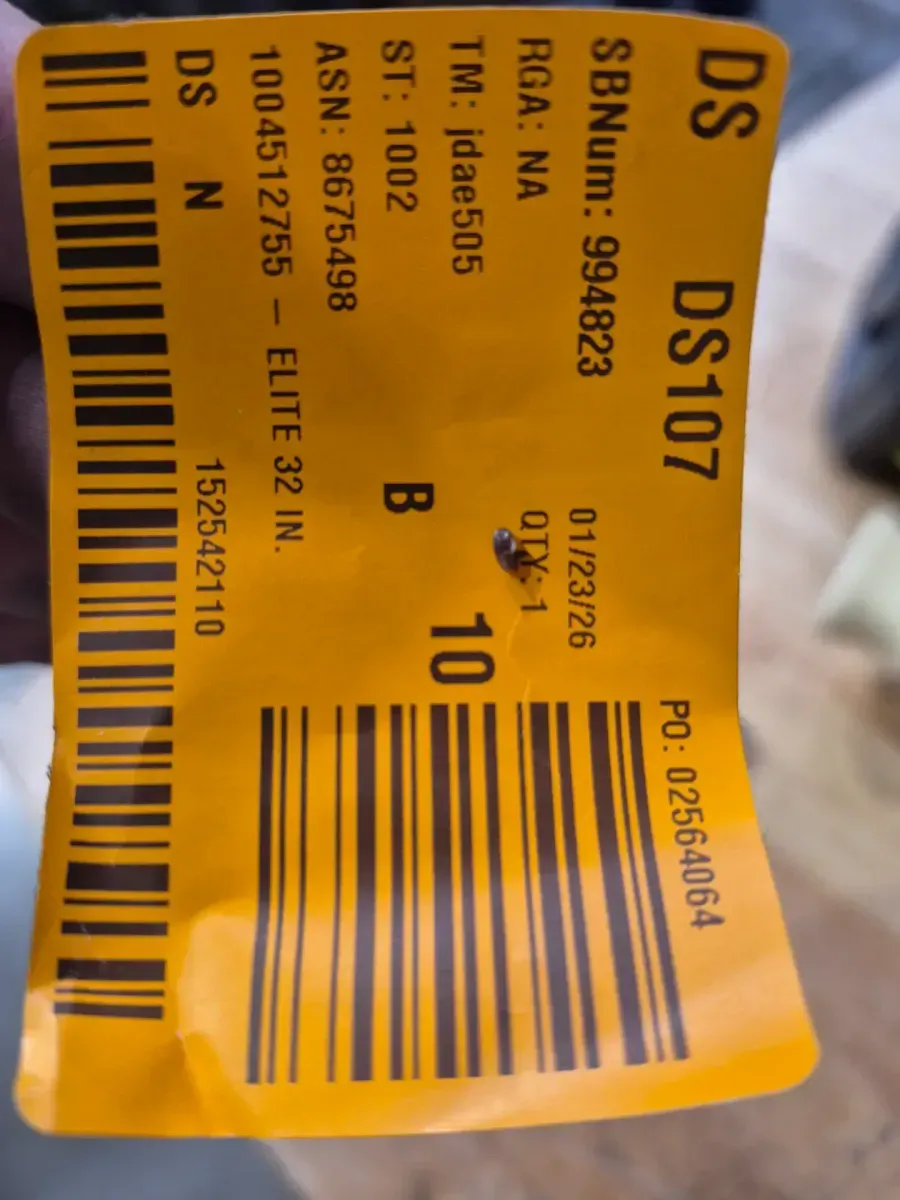 DS DS107
PO: 02564064
SBNum: 994823 01/23/26
RGA: NA QTY: 1
TM: jdae505 10
ST: 1002 B
ASN: 8675498
1004512755 - ELITE 32 IN.
DS N 152542110